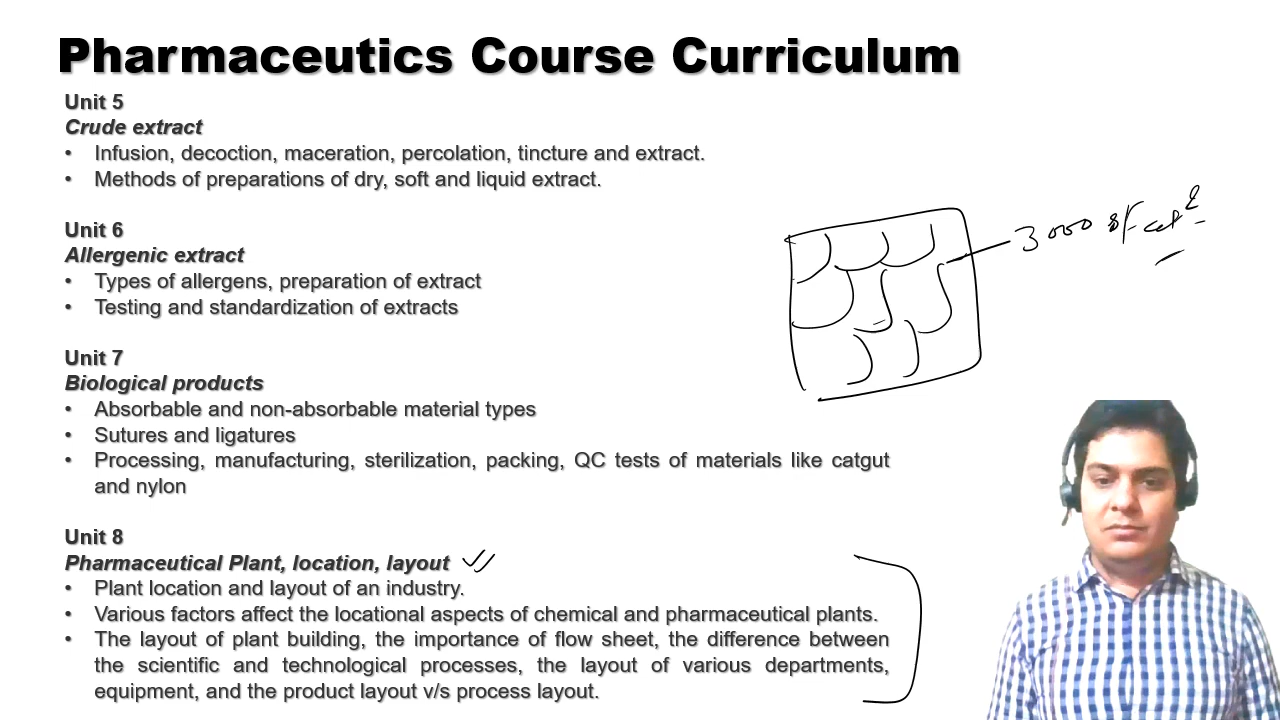 Pharmaceutics Course Curriculum
Unit 5
Crude extract
• Infusion, decoction, maceration, percolation, tincture and extract.
• Methods of preparations of dry, soft and liquid extract.
Unit 6
Allergenic extract
• Types of allergens, preparation of extract
• Testing and standardization of extracts
Unit 7
Biological products
• Absorbable and non-absorbable material types
• Sutures and ligatures
• Processing, manufacturing, sterilization, packing, QC tests of materials like catgut
and nylon
Unit 8
Pharmaceutical Plant, location, layout
• Plant location and layout of an industry.
• Various factors affect the locational aspects of chemical and pharmaceutical plants.
• The layout of plant building, the importance of flow sheet, the difference between
the scientific and technological processes, the layout of various departments,
equipment, and the product layout v/s process layout.
3000